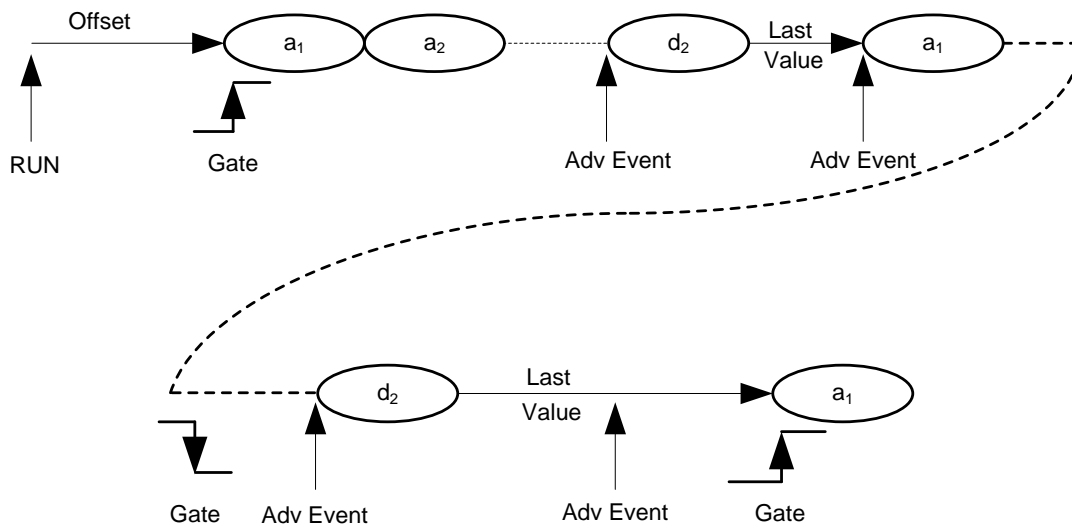 Offset
a₁ a₂ d₂ Last Value a₁
RUN Gate Adv Event Adv Event
d₂ Last Value a₁
Gate Adv Event Adv Event Gate